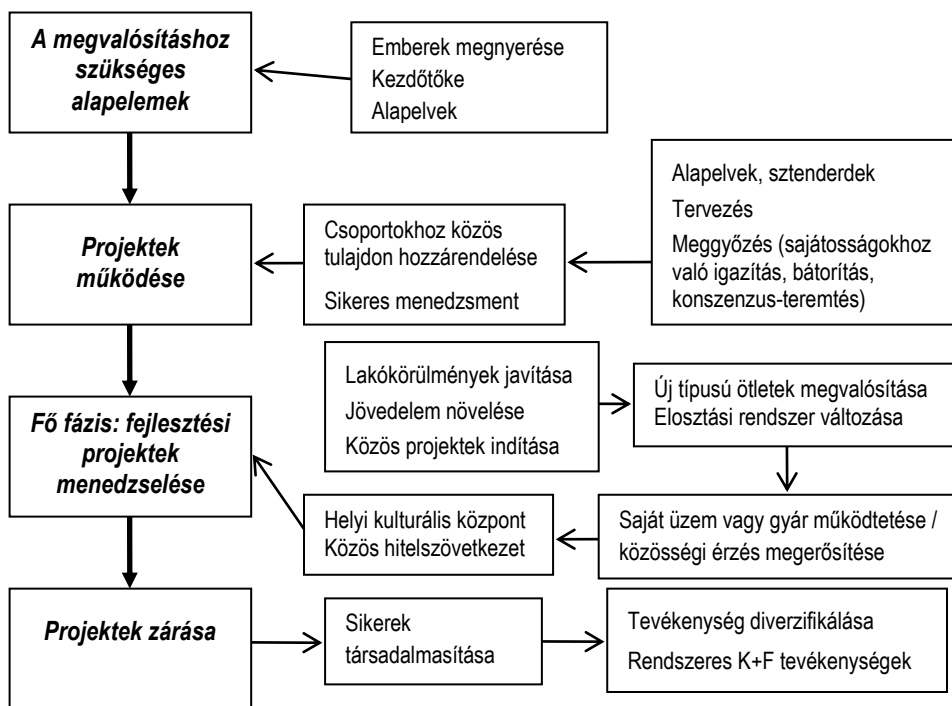 A megvalósításhoz
szükséges
alapelemek
Emberek megnyerése
Kezdőtőke
Alapelvek
Projektek
működése
Csoportokhoz közös
tulajdon hozzárendelése
Sikeres menedzsment
Alapelvek, sztenderdek
Tervezés
Meggyőzés (sajátosságokhoz
való igazítás, bátorítás,
konszenzus-teremtés)
Fő fázis: fejlesztési
projektek
menedzselése
Lakókörülmények javítása
Jövedelem növelése
Közös projektek indítása
Új típusú ötletek megvalósítása
Elosztási rendszer változása
Saját üzem vagy gyár működtetése /
közösségi érzés megerősítése
Helyi kulturális központ
Közös hitelszövetkezet
Projektek zárása
Sikerek
társadalmasítása
Tevékenység diverzifikálása
Rendszeres K+F tevékenységek